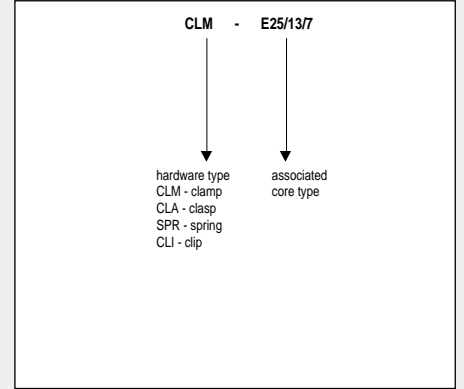 CLM - E25/13/7
hardware type associated
CLM - clamp core type
CLA - clasp
SPR - spring
CLI - clip